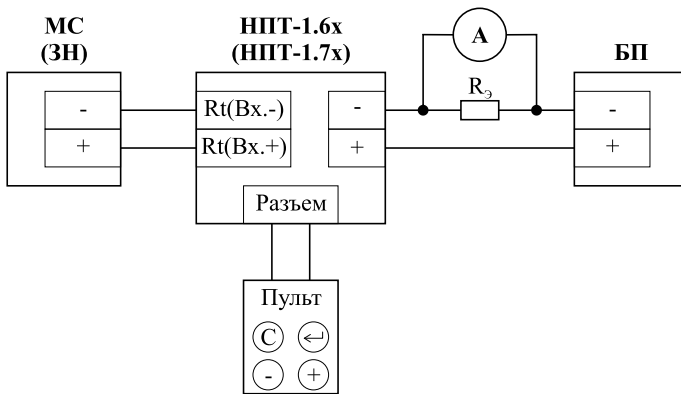 МС
(ЗН)
НПТ-1.6х
(НПТ-1.7х)
А
БП
Rэ
-
+
Rt(Вх.-)
Rt(Вх.+)
-
+
-
+
Разъем
Пульт
С
↵
-
+